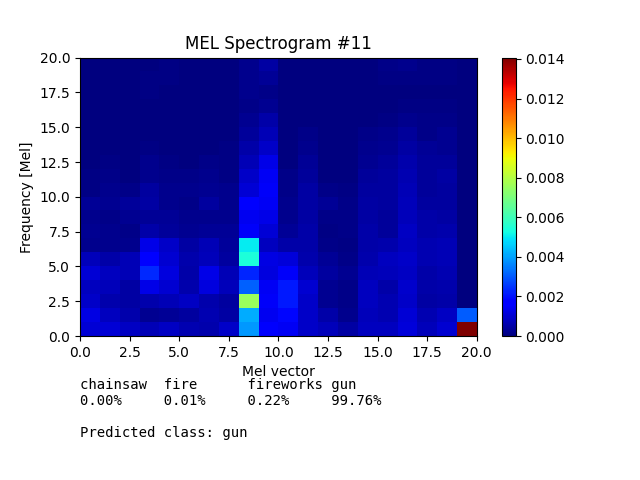 MEL Spectrogram #11
20.0
17.5
15.0
12.5
10.0
7.5
5.0
2.5
0.0
Frequency [Mel]
0.0 2.5 5.0 7.5 10.0 12.5 15.0 17.5 20.0
Mel vector
0.014
0.012
0.010
0.008
0.006
0.004
0.002
0.000
chainsaw fire fireworks gun
0.00% 0.01% 0.22% 99.76%
Predicted class: gun